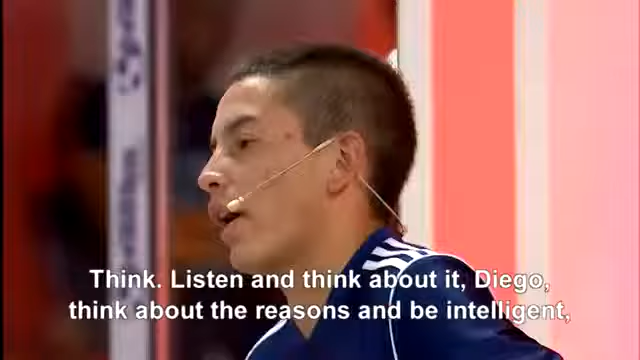 Think. Listen and think about it, Diego,
think about the reasons and be intelligent,